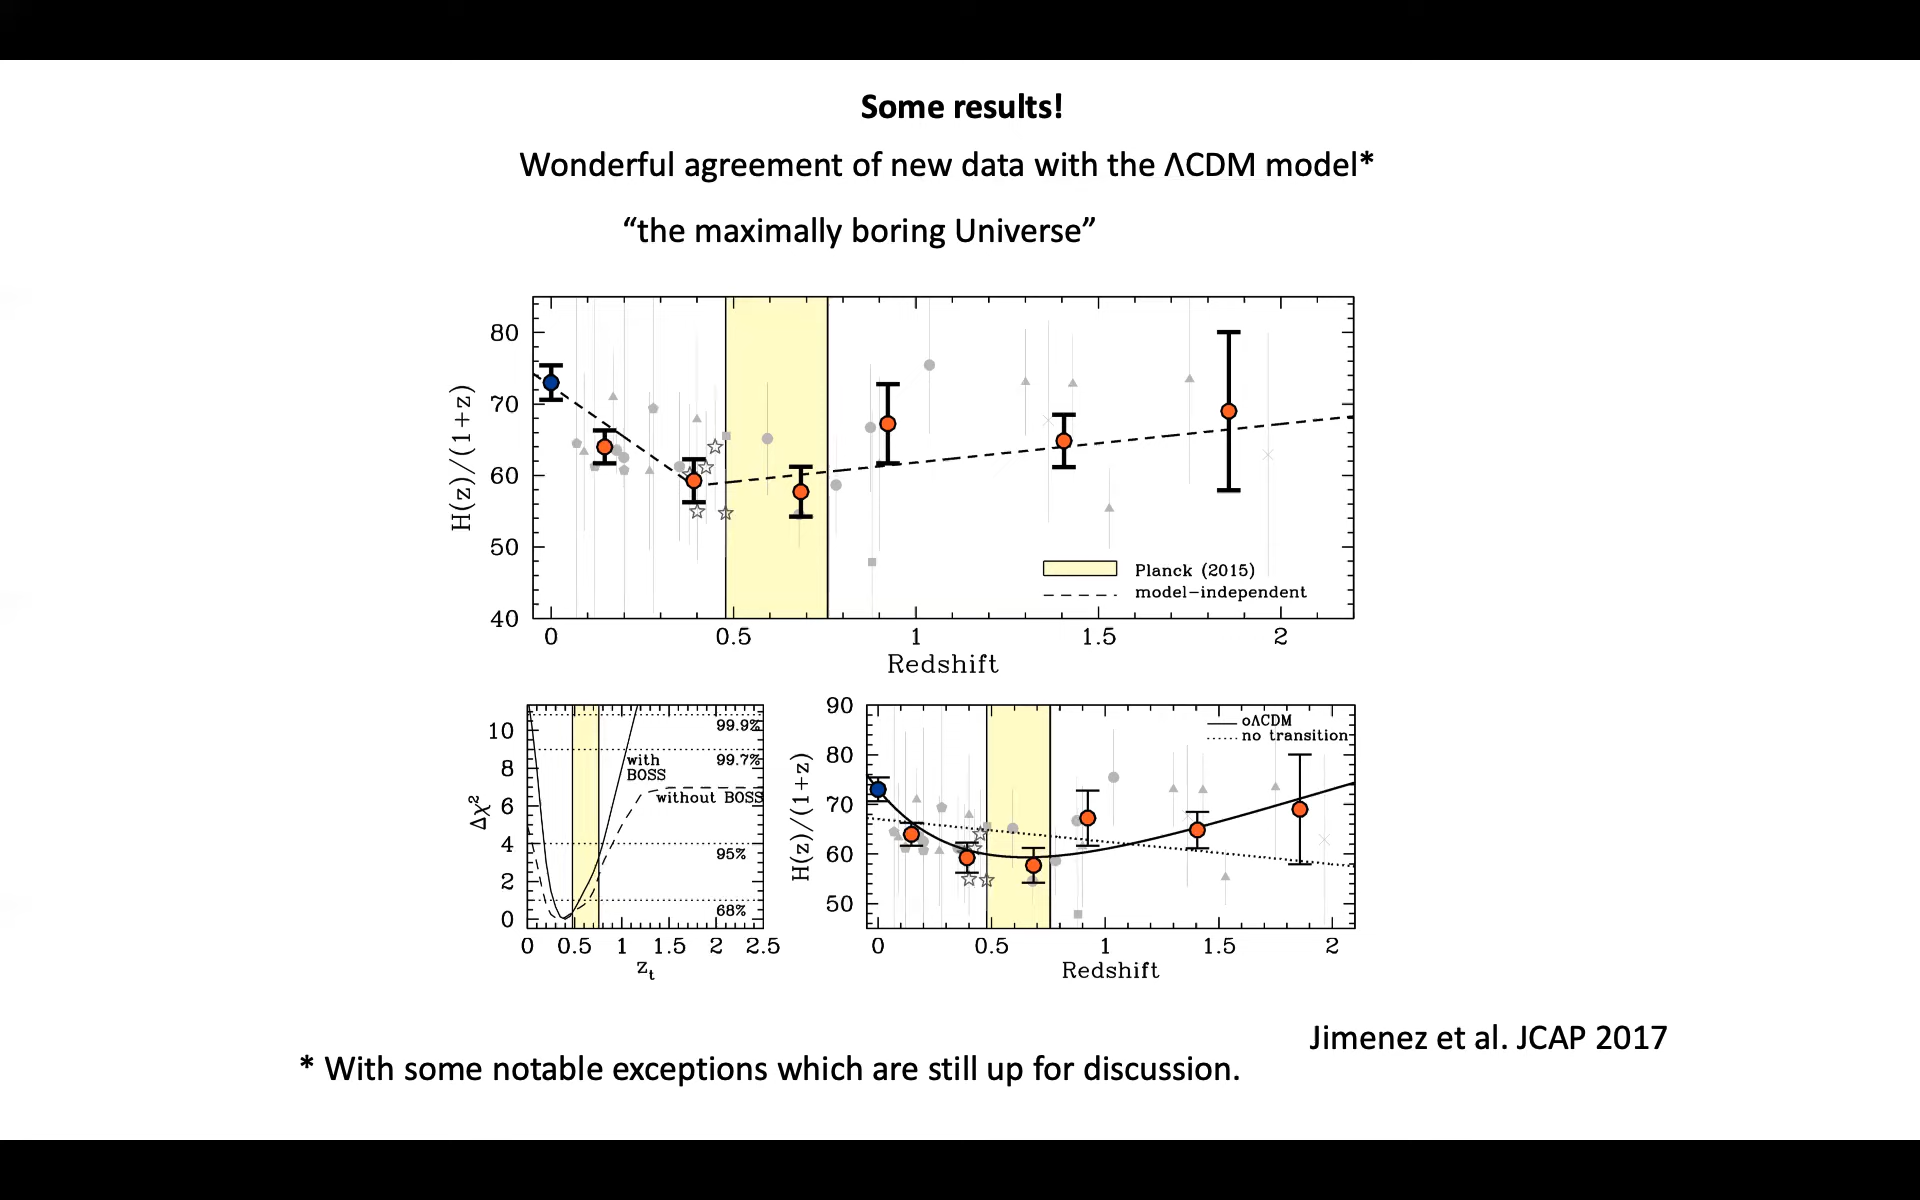 Some results!
Wonderful agreement of new data with the ΛCDM model*
“the maximally boring Universe”
80
70
60
50
40
H(z)/(1+z)
0 0.5 1 1.5 2
Redshift
Planck (2015)
model-independent
10
8
6
4
2
0
Δχ²
99.9%
99.7%
with
BOSS
without BOSS
95%
68%
0 0.5 1 1.5 2 2.5
zₜ
90
80
70
60
50
H(z)/(1+z)
oΛCDM
no transition
0 0.5 1 1.5 2
Redshift
Jimenez et al. JCAP 2017
* With some notable exceptions which are still up for discussion.